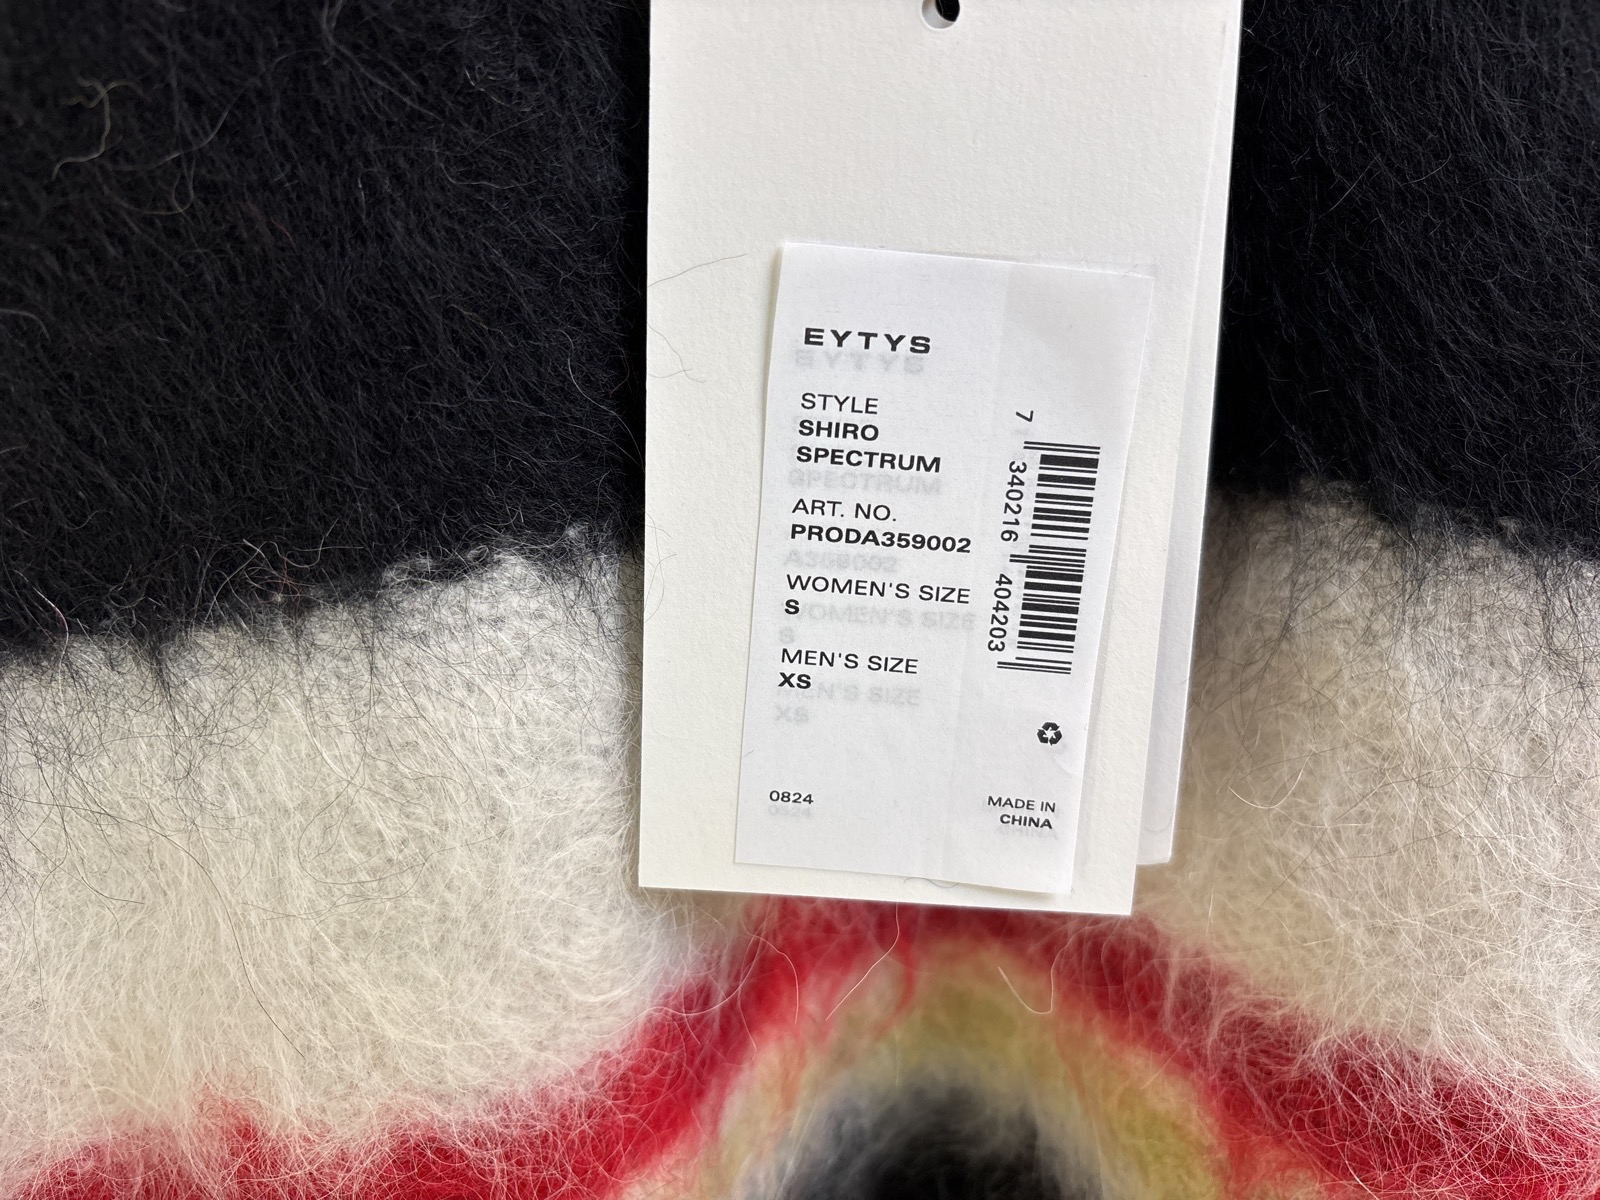 EYTYS
STYLE
SHIRO
SPECTRUM
ART. NO.
PRODA359002
WOMEN'S SIZE
S
MEN'S SIZE
XS
0824
7 340216 404203
MADE IN
CHINA